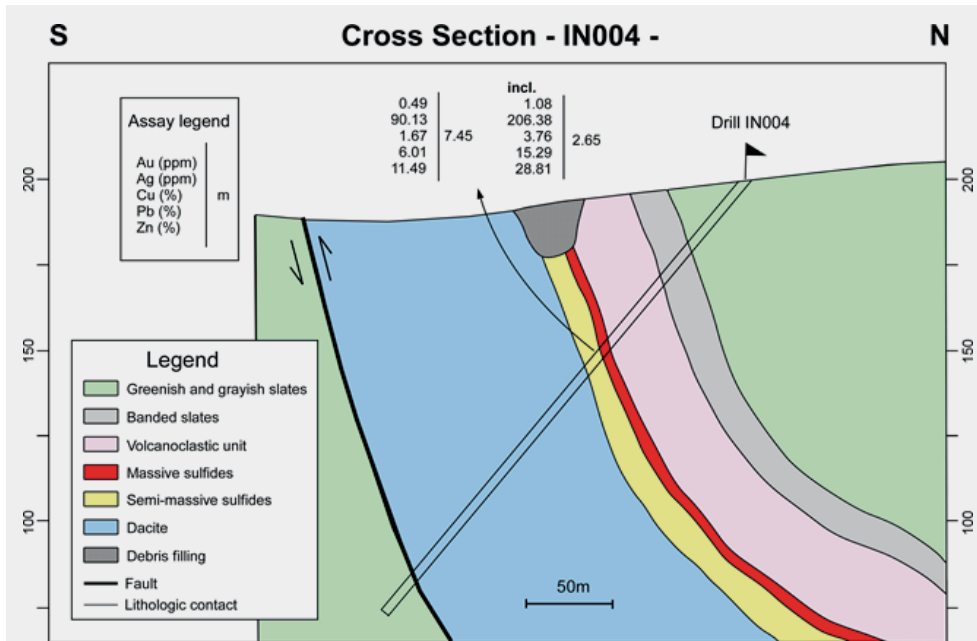 S
Cross Section - IN004 -
N
Assay legend
Au (ppm)
Ag (ppm)
Cu (%)
Pb (%)
Zn (%)
m
0.49
90.13
1.67
6.01
11.49
7.45
incl.
1.08
206.38
3.76
15.29
28.81
2.65
Drill IN004
200
150
100
200
150
100
Legend
Greenish and grayish slates
Banded slates
Volcanoclastic unit
Massive sulfides
Semi-massive sulfides
Dacite
Debris filling
Fault
Lithologic contact
50m